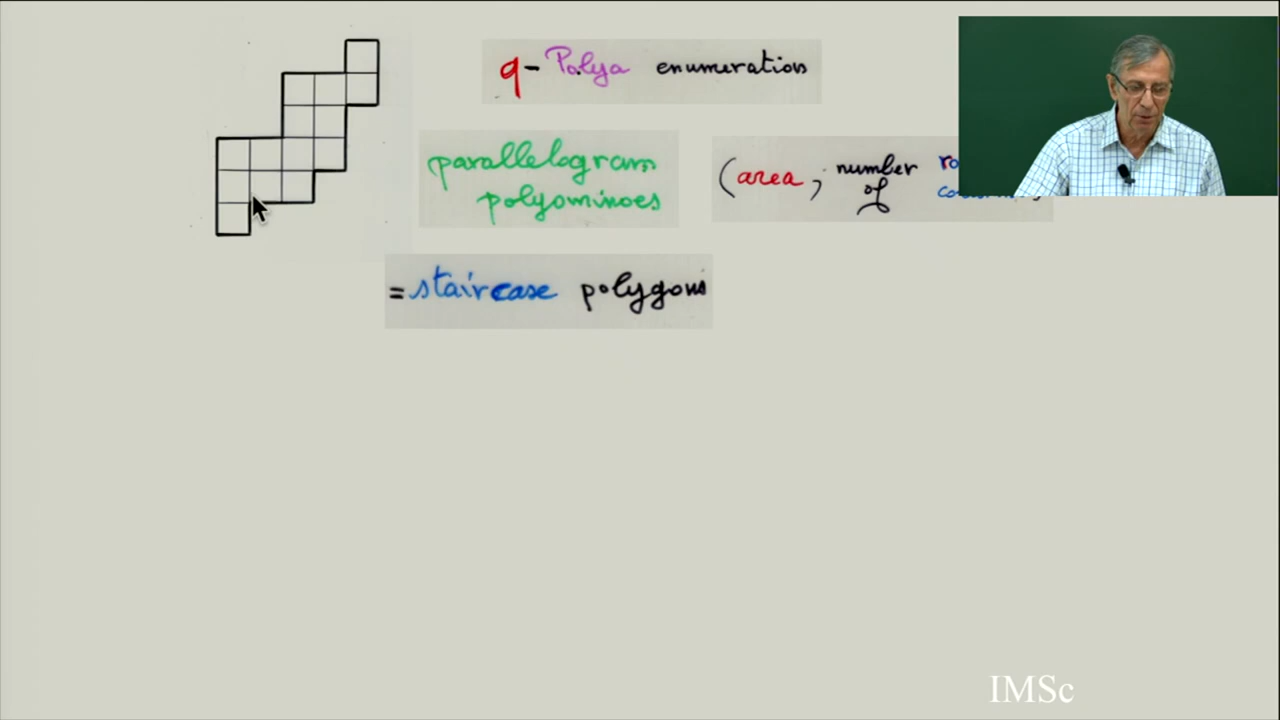 q-Polya enumeration
parallelogram
polyominoes
(area, number
of
= staircase polygons
IMSc